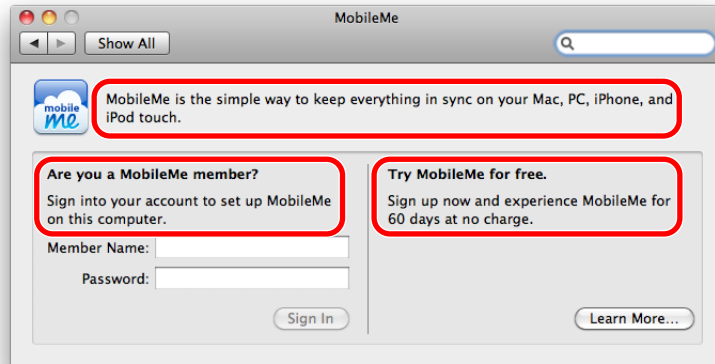 MobileMe
Show All
mobile
me
MobileMe is the simple way to keep everything in sync on your Mac, PC, iPhone, and
iPod touch.
Are you a MobileMe member?
Sign into your account to set up MobileMe
on this computer.
Member Name:
Password:
Sign In
Try MobileMe for free.
Sign up now and experience MobileMe for
60 days at no charge.
Learn More...